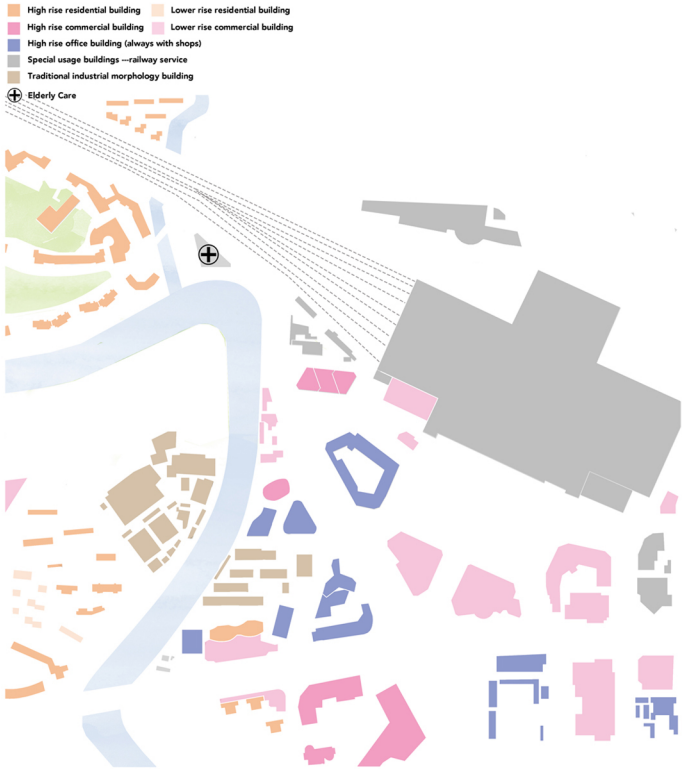 High rise residential building
Lower rise residential building
High rise commercial building
Lower rise commercial building
High rise office building (always with shops)
Special usage buildings ---railway service
Traditional industrial morphology building
Elderly Care